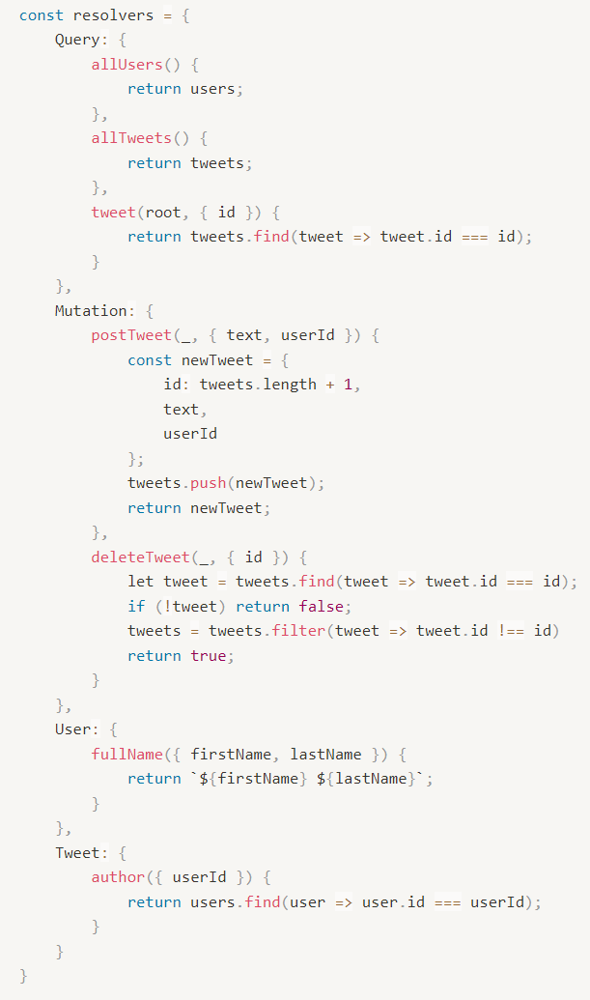 const resolvers = {
    Query: {
        allUsers() {
            return users;
        },
        allTweets() {
            return tweets;
        },
        tweet(root, { id }) {
            return tweets.find(tweet => tweet.id === id);
        }
    },
    Mutation: {
        postTweet(_, { text, userId }) {
            const newTweet = {
                id: tweets.length + 1,
                text,
                userId
            };
            tweets.push(newTweet);
            return newTweet;
        },
        deleteTweet(_, { id }) {
            let tweet = tweets.find(tweet => tweet.id === id);
            if (!tweet) return false;
            tweets = tweets.filter(tweet => tweet.id !== id)
            return true;
        }
    },
    User: {
        fullName({ firstName, lastName }) {
            return `${firstName} ${lastName}`;
        }
    },
    Tweet: {
        author({ userId }) {
            return users.find(user => user.id === userId);
        }
    }
}